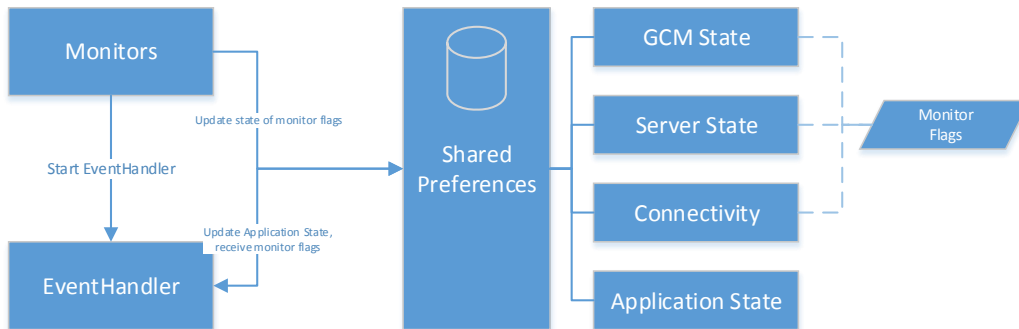 Monitors
Update state of monitor flags
Start EventHandler
Update Application State,
receive monitor flags
EventHandler
Shared
Preferences
GCM State
Server State
Connectivity
Application State
Monitor
Flags